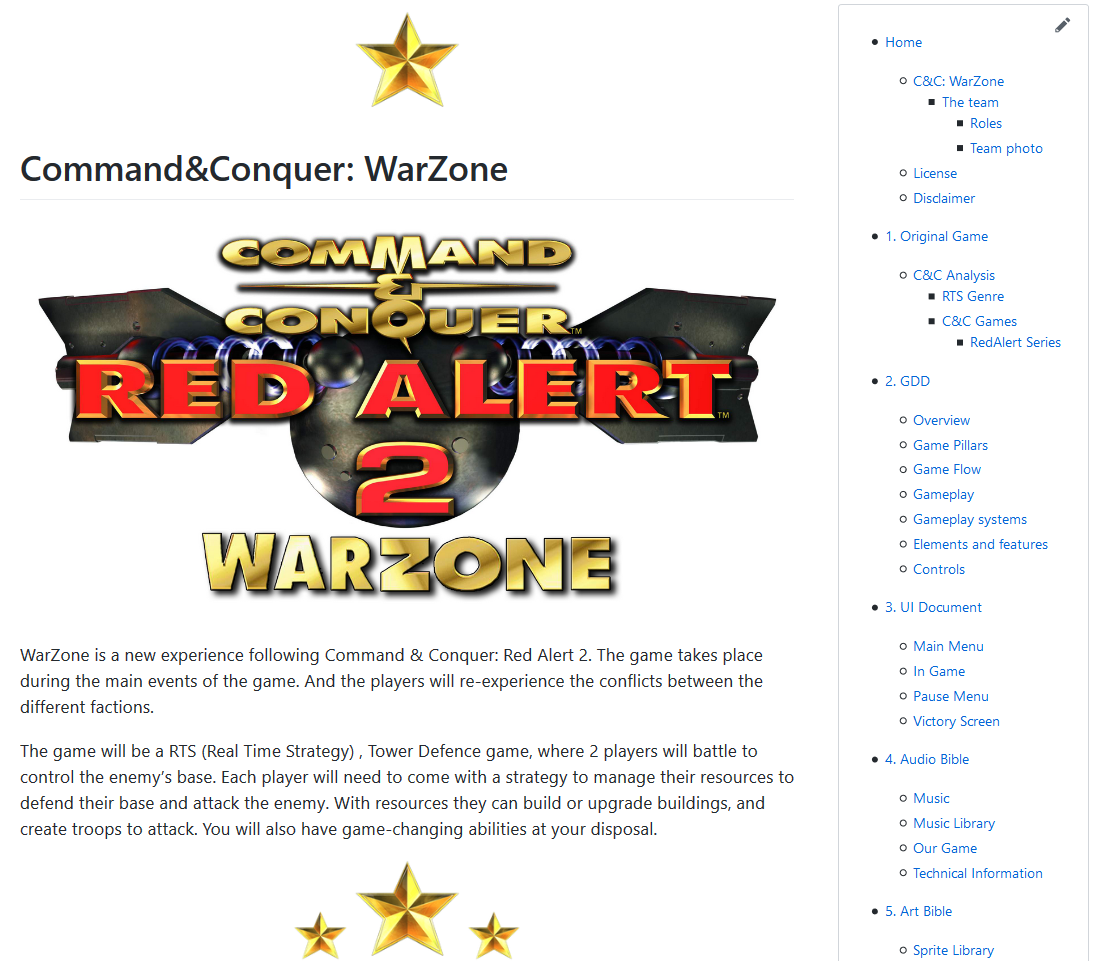 Command&Conquer: WarZone
COMMAND
&
CONQUER™
RED ALERT™
2
WARZONE
WarZone is a new experience following Command & Conquer: Red Alert 2. The game takes place
during the main events of the game. And the players will re-experience the conflicts between the
different factions.
The game will be a RTS (Real Time Strategy) , Tower Defence game, where 2 players will battle to
control the enemy’s base. Each player will need to come with a strategy to manage their resources to
defend their base and attack the enemy. With resources they can build or upgrade buildings, and
create troops to attack. You will also have game-changing abilities at your disposal.
Home
C&C: WarZone
The team
Roles
Team photo
License
Disclaimer
1. Original Game
C&C Analysis
RTS Genre
C&C Games
RedAlert Series
2. GDD
Overview
Game Pillars
Game Flow
Gameplay
Gameplay systems
Elements and features
Controls
3. UI Document
Main Menu
In Game
Pause Menu
Victory Screen
4. Audio Bible
Music
Music Library
Our Game
Technical Information
5. Art Bible
Sprite Library